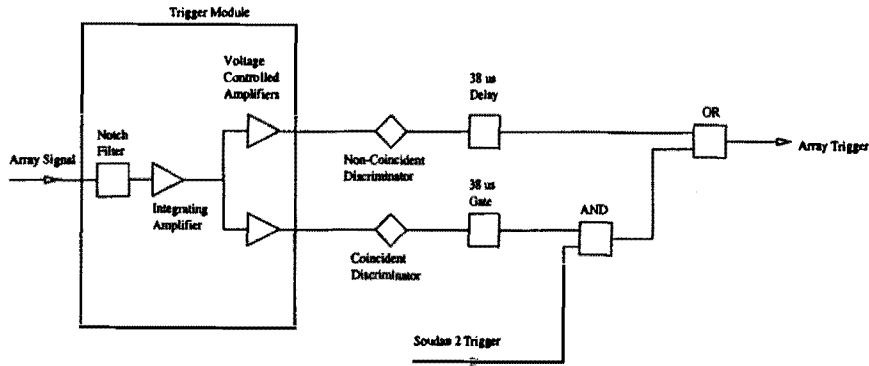 Trigger Module
Voltage
Controlled
Amplifiers
38 us
Delay
OR
Notch
Filter
Array Signal
Array Trigger
Non-Coincident
Discriminator
38 us
Gate
Integrating
Amplifier
AND
Coincident
Discriminator
Soudan 2 Trigger